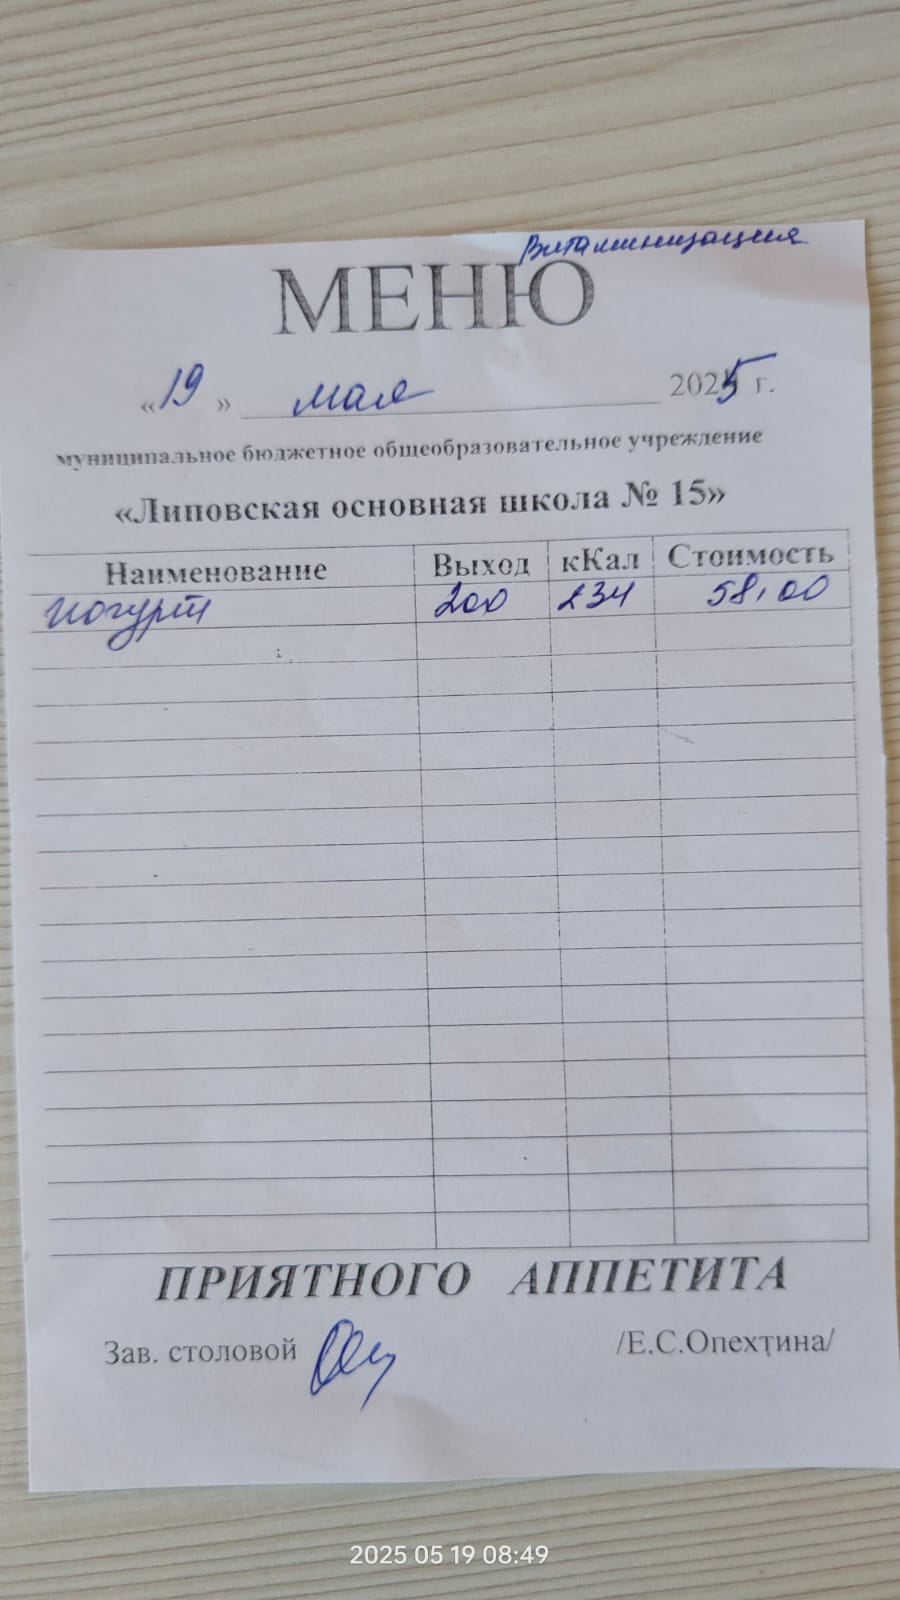 Витаминизация
МЕНЮ
«19» мая 2025 г.
муниципальное бюджетное общеобразовательное учреждение
«Липовская основная школа № 15»
Наименование Выход кКал Стоимость
Йогурт 200 234 58,00
ПРИЯТНОГО АППЕТИТА
Зав. столовой /Е.С.Опехтина/
2025 05 19 08:49